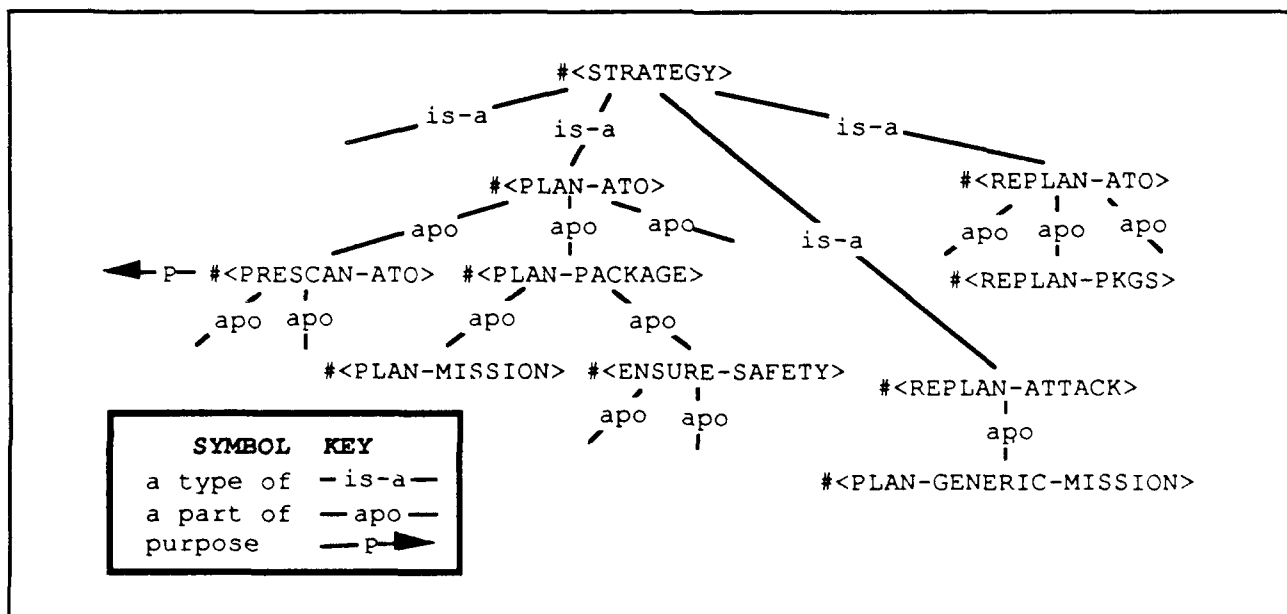 #<STRATEGY>
is-a
is-a
is-a
#<PLAN-ATO>
#<REPLAN-ATO>
apo
apo
apo
is-a
apo
apo
apo
P
#<PRESCAN-ATO>
#<PLAN-PACKAGE>
#<REPLAN-PKGS>
apo
apo
apo
apo
#<PLAN-MISSION>
#<ENSURE-SAFETY>
#<REPLAN-ATTACK>
apo
apo
apo
#<PLAN-GENERIC-MISSION>
SYMBOL KEY
a type of is-a
a part of apo
purpose P